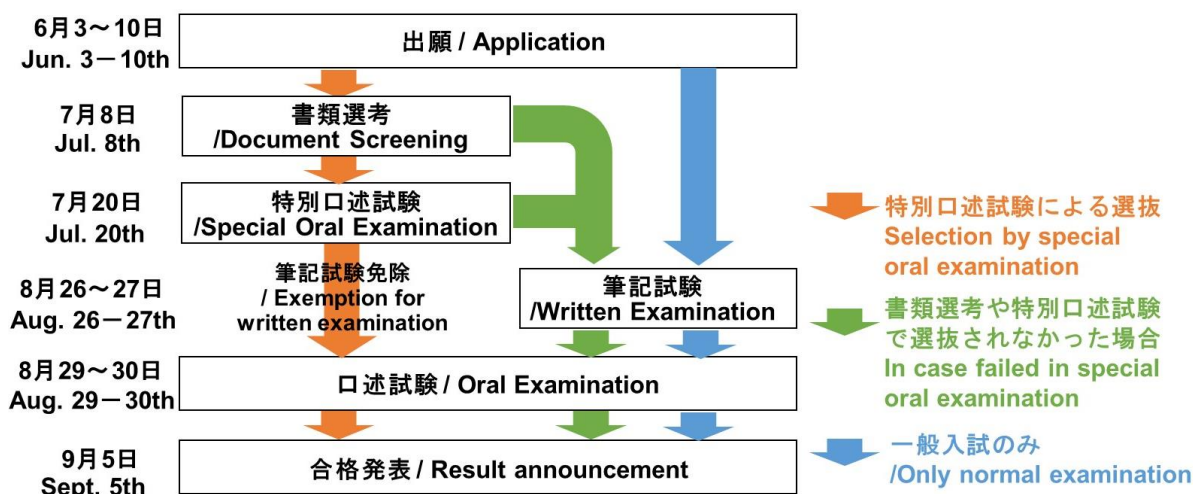 6月3～10日
Jun. 3－10th
出願 / Application
7月8日
Jul. 8th
書類選考
/Document Screening
7月20日
Jul. 20th
特別口述試験
/Special Oral Examination
筆記試験免除
/ Exemption for
written examination
8月26～27日
Aug. 26－27th
筆記試験
/Written Examination
8月29～30日
Aug. 29－30th
口述試験 / Oral Examination
9月5日
Sept. 5th
合格発表 / Result announcement
特別口述試験による選抜
Selection by special
oral examination
書類選考や特別口述試験
で選抜されなかった場合
In case failed in special
oral examination
一般入試のみ
/Only normal examination